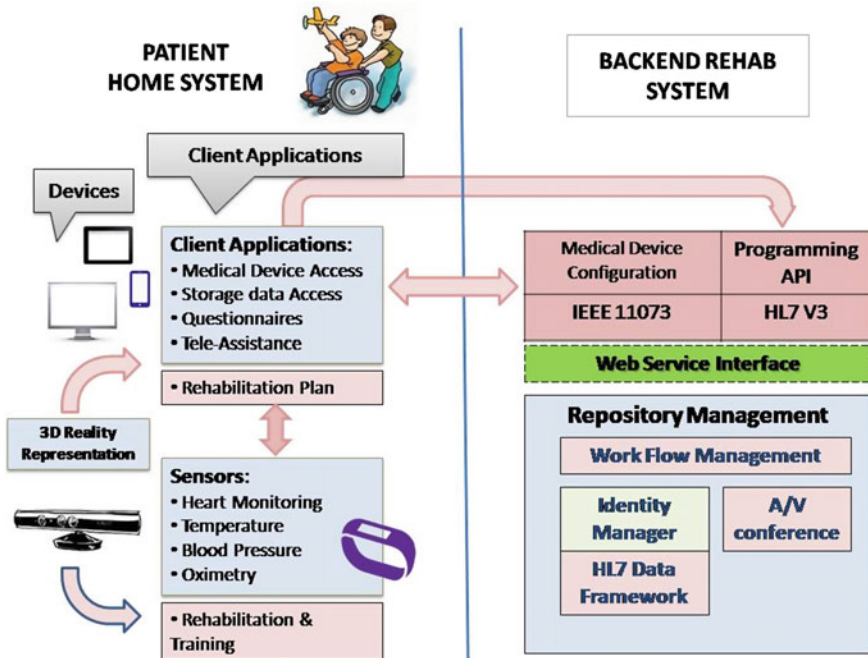 PATIENT
HOME SYSTEM
BACKEND REHAB
SYSTEM
Client Applications
Devices
Client Applications:
• Medical Device Access
• Storage data Access
• Questionnaires
• Tele-Assistance
• Rehabilitation Plan
3D Reality
Representation
Sensors:
• Heart Monitoring
• Temperature
• Blood Pressure
• Oximetry
• Rehabilitation &
Training
Medical Device
Configuration
Programming
API
IEEE 11073
HL7 V3
Web Service Interface
Repository Management
Work Flow Management
Identity
Manager
A/V
conference
HL7 Data
Framework